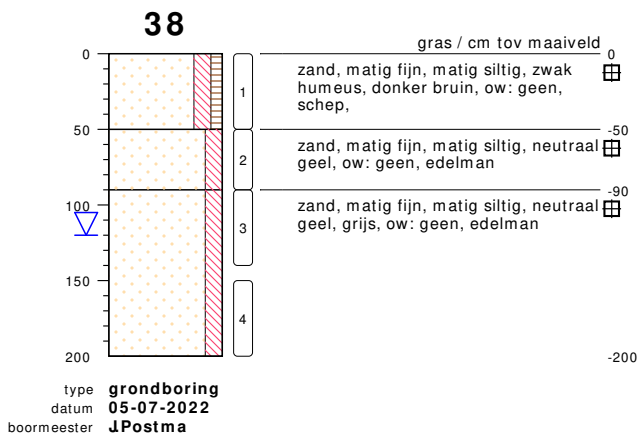 38
gras / cm tov maaiveld
0
0
zand, matig fijn, matig siltig, zwak
humeus, donker bruin, ow: geen,
schep,
1
50
-50
zand, matig fijn, matig siltig, neutraal
geel, ow: geen, edelman
2
-90
zand, matig fijn, matig siltig, neutraal
geel, grijs, ow: geen, edelman
100
3
150
4
200
-200
type grondboring
datum 05-07-2022
boormeester J.Postma